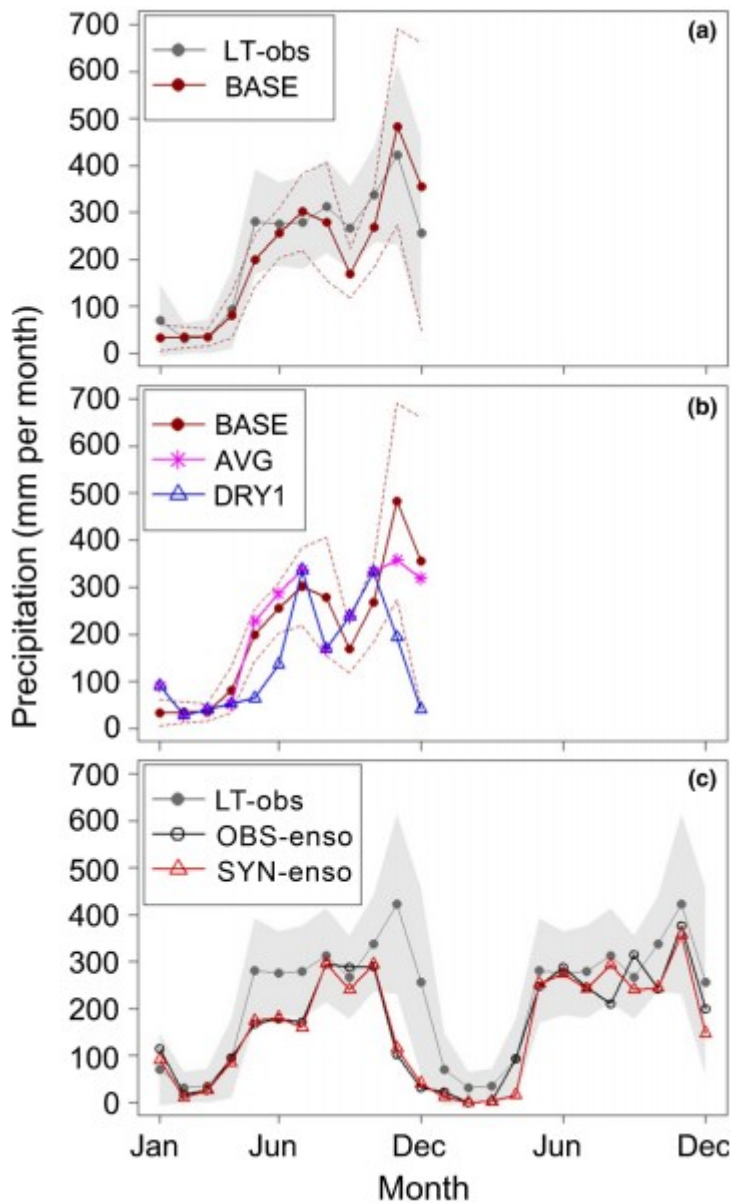 700
600
500
400
300
200
100
0
LT-obs
BASE
(a)
Precipitation (mm per month)
700
600
500
400
300
200
100
0
BASE
AVG
DRY1
(b)
700
600
500
400
300
200
100
0
LT-obs
OBS-enso
SYN-enso
(c)
Jan Jun Dec Jun Dec
Month